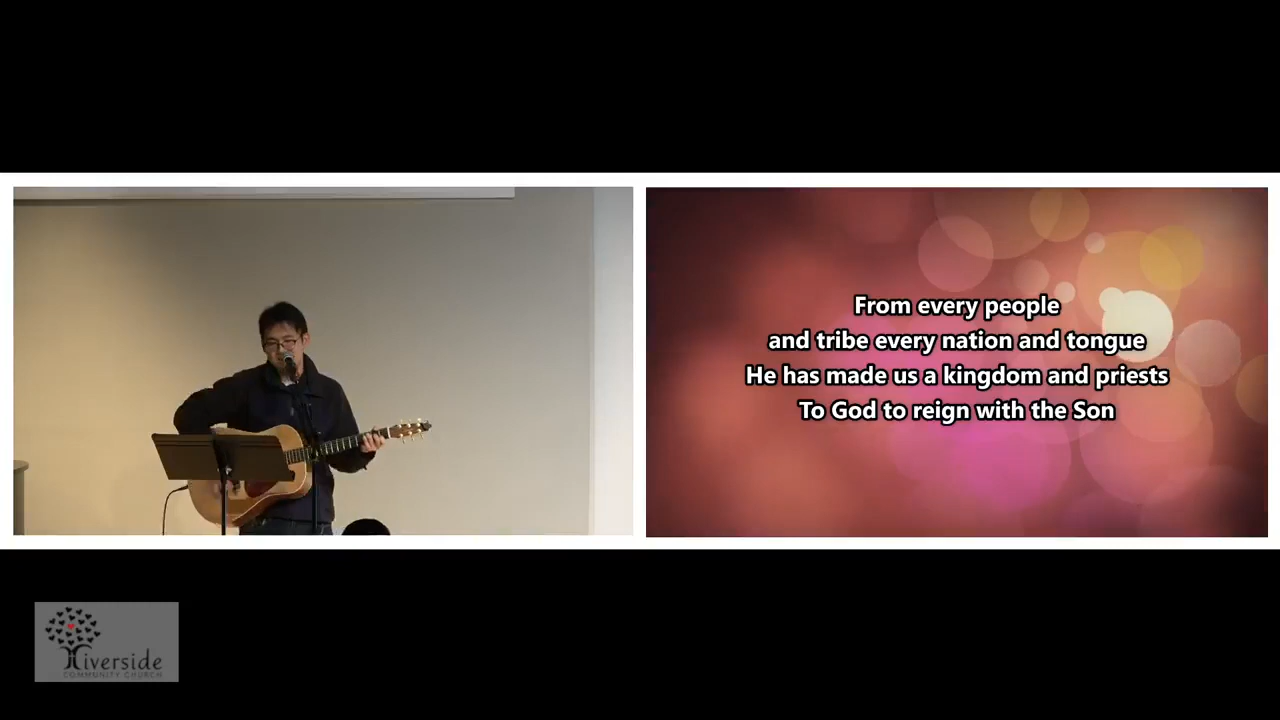 From every people
and tribe every nation and tongue
He has made us a kingdom and priests
To God to reign with the Son
Riverside
COMMUNITY CHURCH